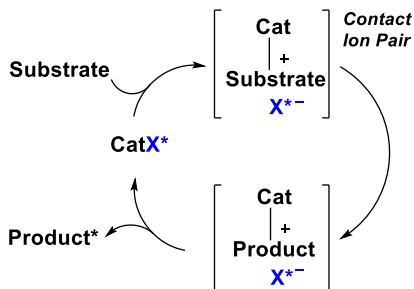 Cat
Contact
Ion Pair
+
Substrate
Substrate
X*−
CatX*
Cat
+
Product*
Product
X*−